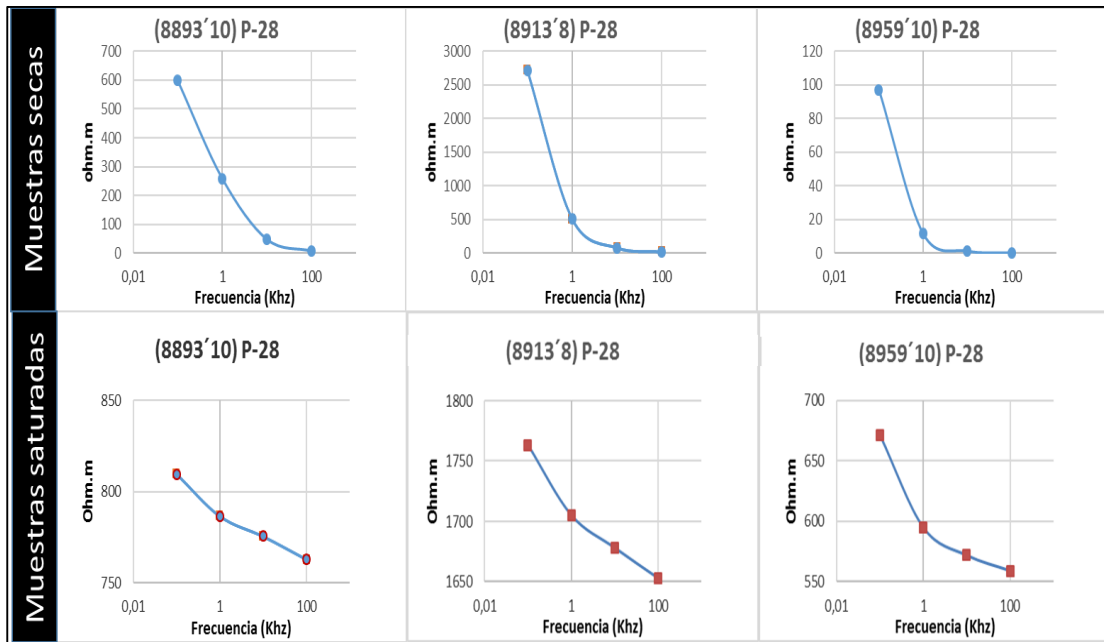 Muestras secas
(8893´10) P-28
700
600
500
400
300
200
100
0
ohm.m
0,01
1
100
Frecuencia (Khz)
(8913´8) P-28
3000
2500
2000
1500
1000
500
0
ohm.m
0,01
1
100
Frecuencia (Khz)
(8959´10) P-28
120
100
80
60
40
20
0
ohm.m
0,01
1
100
Frecuencia (Khz)
Muestras saturadas
(8893´10) P-28
850
800
750
Ohm.m
0,01
1
100
Frecuencia (Khz)
(8913´8) P-28
1800
1750
1700
1650
Ohm.m
0,01
1
100
Frecuencia (Khz)
(8959´10) P-28
700
650
600
550
Ohm.m
0,01
1
100
Frecuencia (Khz)